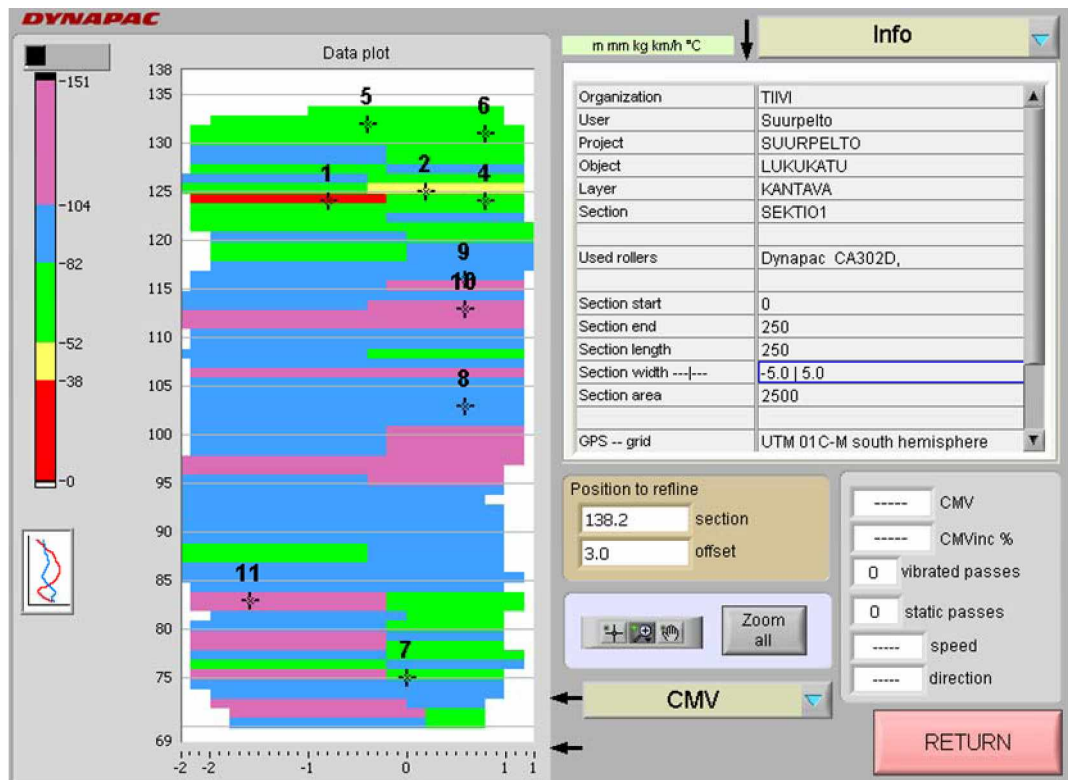 DYNAPAC
Data plot
151
104
82
52
38
0
138
135
130
125
120
115
110
105
100
95
90
85
80
75
69
5
6
1
2
4
9
10
8
11
7
-2 -2 -1 0 1 1
m mm kg km/h °C
Info
Organization TIIVI
User Suurpelto
Project SUURPELTO
Object LUKUKATU
Layer KANTAVA
Section SEKTIO1
Used rollers Dynapac CA302D,
Section start 0
Section end 250
Section length 250
Section width ---|--- -5.0 | 5.0
Section area 2500
GPS -- grid UTM 01C-M south hemisphere
Position to refline
138.2 section
3.0 offset
Zoom
all
CMV
----- CMV
----- CMVinc %
0 vibrated passes
0 static passes
----- speed
----- direction
RETURN